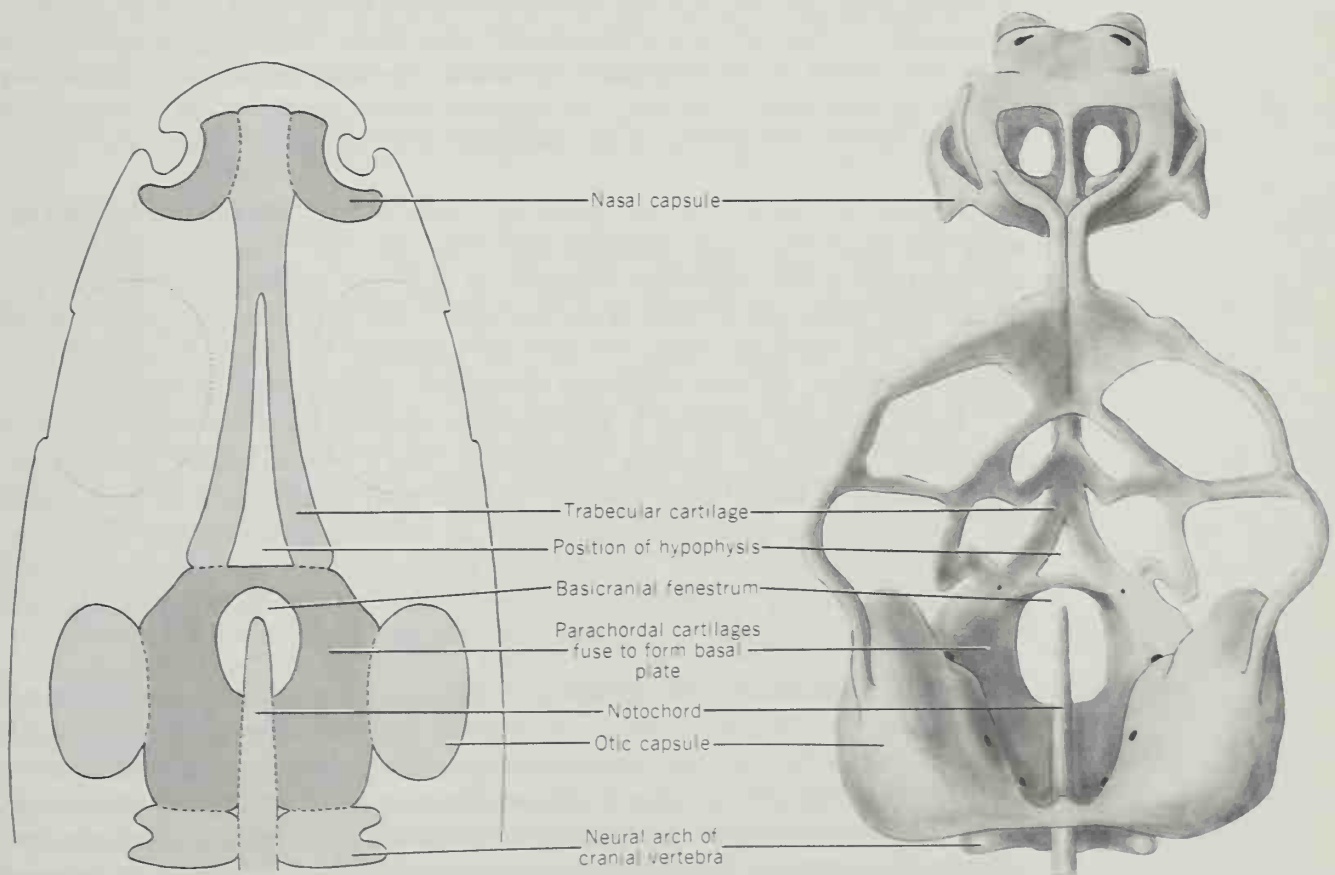 Nasal capsule
Trabecular cartilage
Position of hypophysis
Basicranial fenestrum
Parachordal cartilages
fuse to form basal
plate
Notochord
Otic capsule
Neural arch of
cranial vertebra